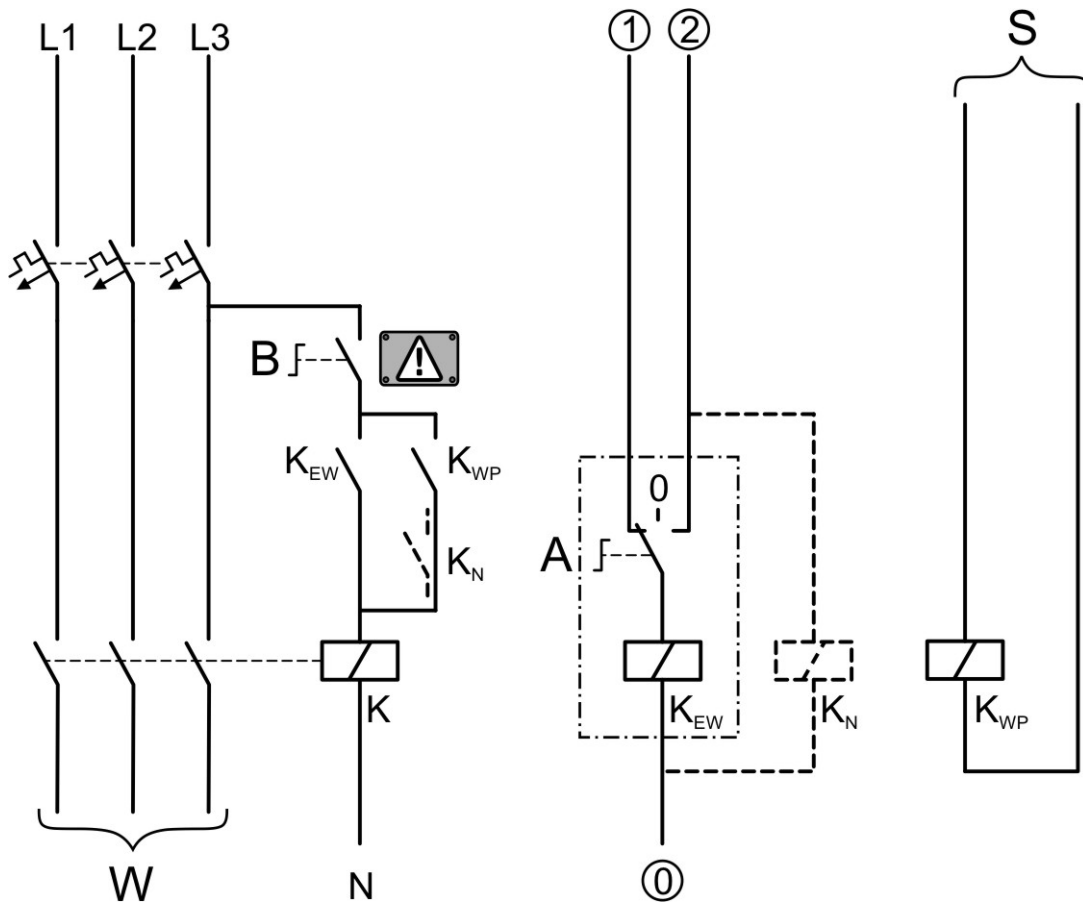 L1 L2 L3 ① ② S
B !
K_EW K_WP
0
A K_N
K K_EW K_N K_WP
W N ⓪